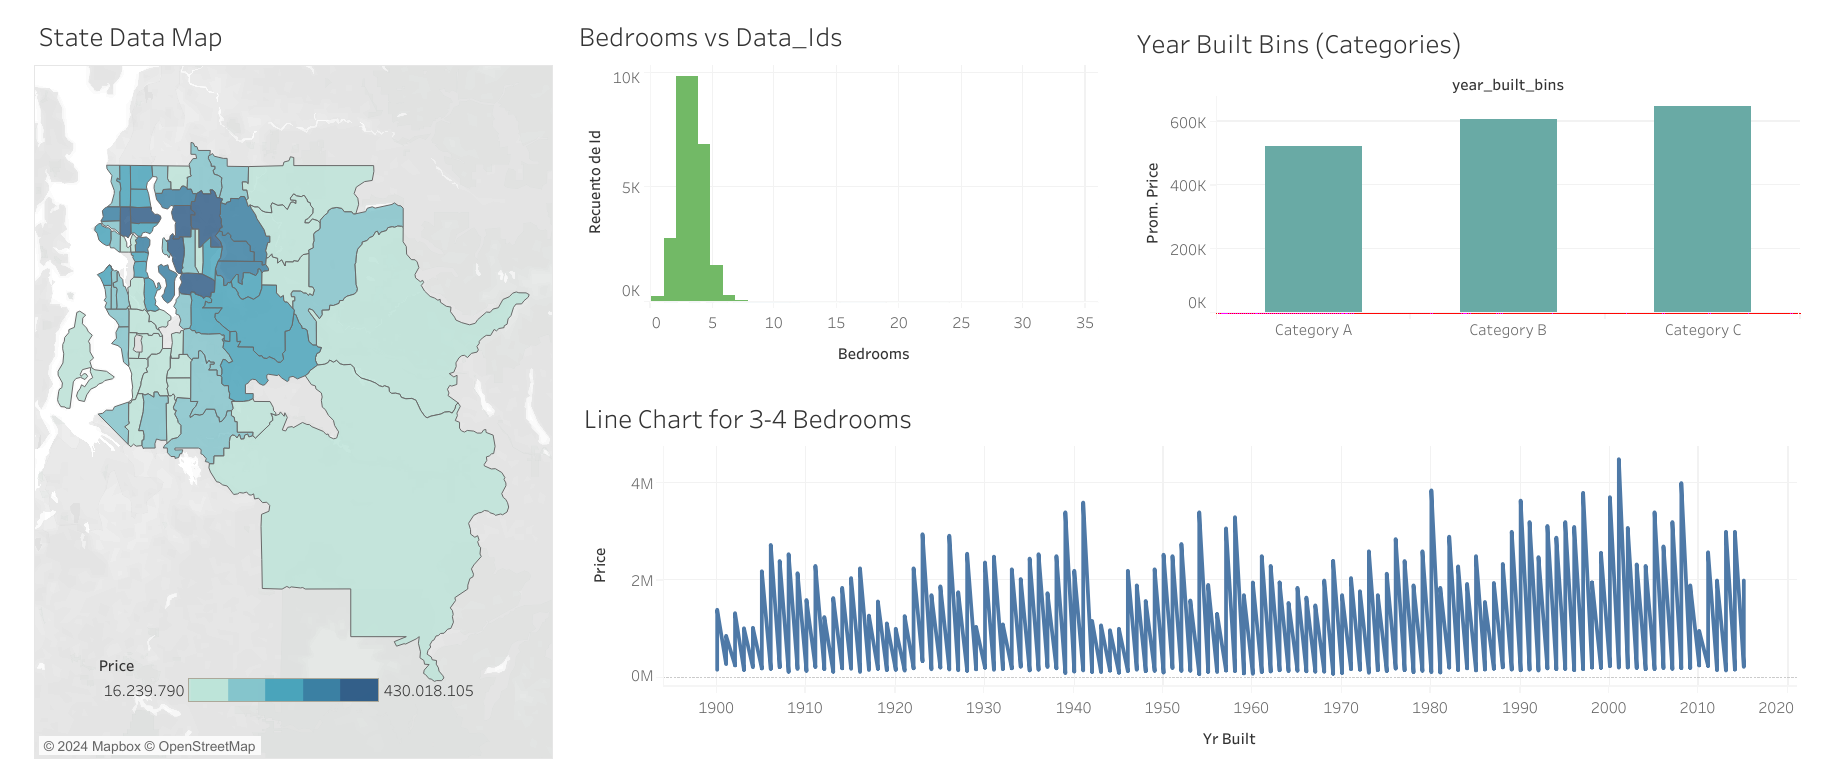 State Data Map
Price
16.239.790
430.018.105
© 2024 Mapbox © OpenStreetMap
Bedrooms vs Data_Ids
Recuento de Id
10K
5K
0K
0 5 10 15 20 25 30 35
Bedrooms
Year Built Bins (Categories)
year_built_bins
Prom. Price
600K
400K
200K
0K
Category A Category B Category C
Line Chart for 3-4 Bedrooms
Price
4M
2M
0M
1900 1910 1920 1930 1940 1950 1960 1970 1980 1990 2000 2010 2020
Yr Built